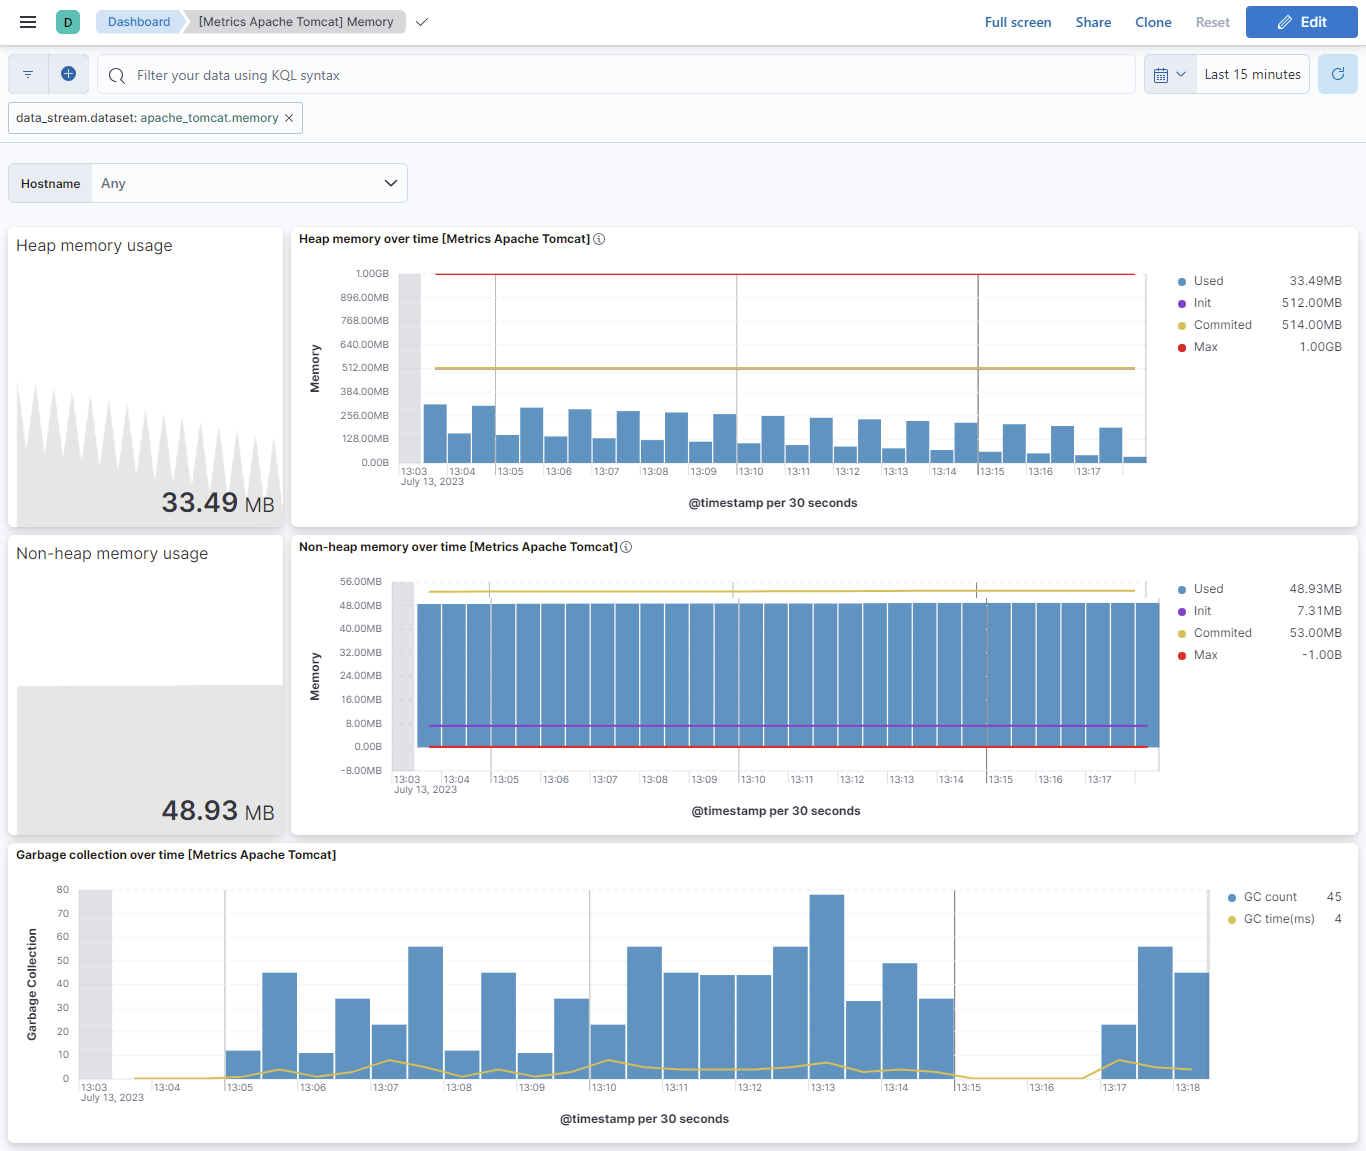 D Dashboard [Metrics Apache Tomcat] Memory Full screen Share Clone Reset Edit
Filter your data using KQL syntax Last 15 minutes
data_stream.dataset: apache_tomcat.memory ×
Hostname Any
Heap memory usage
33.49 MB
Heap memory over time [Metrics Apache Tomcat]
Memory
1.00GB
896.00MB
768.00MB
640.00MB
512.00MB
384.00MB
256.00MB
128.00MB
0.00B
13:03 13:04 13:05 13:06 13:07 13:08 13:09 13:10 13:11 13:12 13:13 13:14 13:15 13:16 13:17
July 13, 2023
@timestamp per 30 seconds
Used 33.49MB
Init 512.00MB
Commited 514.00MB
Max 1.00GB
Non-heap memory usage
48.93 MB
Non-heap memory over time [Metrics Apache Tomcat]
Memory
56.00MB
48.00MB
40.00MB
32.00MB
24.00MB
16.00MB
8.00MB
0.00B
-8.00MB
13:03 13:04 13:05 13:06 13:07 13:08 13:09 13:10 13:11 13:12 13:13 13:14 13:15 13:16 13:17
July 13, 2023
@timestamp per 30 seconds
Used 48.93MB
Init 7.31MB
Commited 53.00MB
Max -1.00B
Garbage collection over time [Metrics Apache Tomcat]
Garbage Collection
80
70
60
50
40
30
20
10
0
13:03 13:04 13:05 13:06 13:07 13:08 13:09 13:10 13:11 13:12 13:13 13:14 13:15 13:16 13:17 13:18
July 13, 2023
@timestamp per 30 seconds
GC count 45
GC time(ms) 4